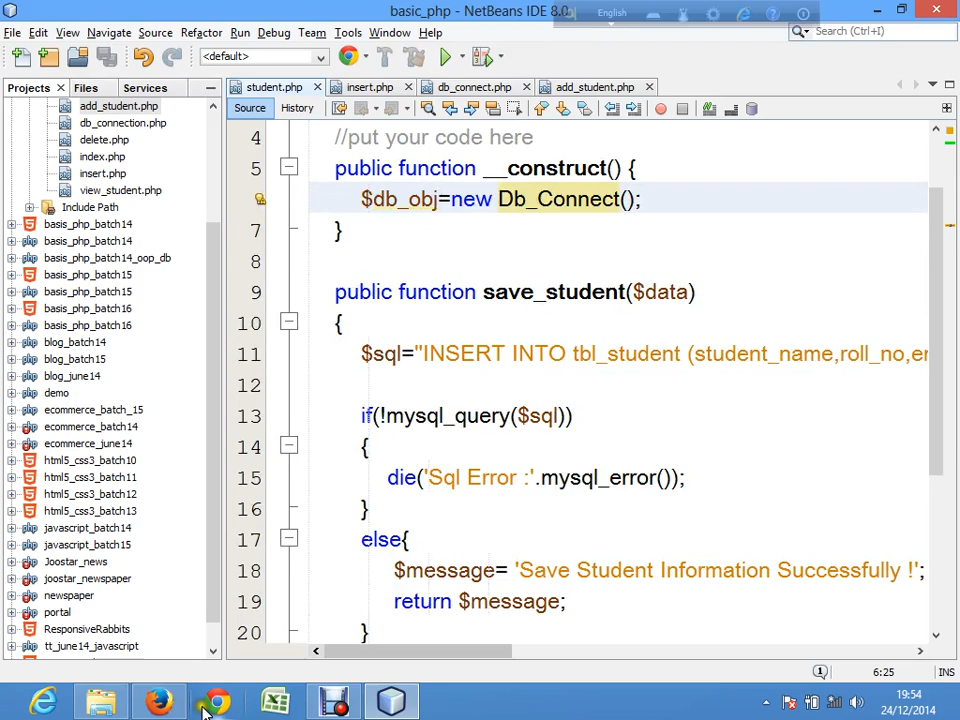 basic_php - NetBeans IDE 8.0
English
File Edit View Navigate Source Refactor Run Debug Team Tools Window Help
Search (Ctrl+I)
<default>
Projects Files Services
student.php insert.php db_connect.php add_student.php
Source History
add_student.php
db_connection.php
delete.php
index.php
insert.php
view_student.php
Include Path
basic_php_batch14
basic_php_batch14
basic_php_batch14_oop_db
basic_php_batch15
basis_php_batch15
basis_php_batch16
basis_php_batch16
blog_batch14
blog_batch15
blog_june14
demo
ecommerce_batch_15
ecommerce_batch14
ecommerce_june14
html5_css3_batch10
html5_css3_batch11
html5_css3_batch12
html5_css3_batch13
javascript_batch14
javascript_batch15
Joostar_news
joostar_newspaper
newspaper
portal
ResponsiveRabbits
tt_june14_javascript
4 //put your code here
5 public function __construct() {
$db_obj=new Db_Connect();
7 }
8
9 public function save_student($data)
10 {
11 $sql="INSERT INTO tbl_student (student_name,roll_no,er
12
13 if(!mysql_query($sql))
14 {
15 die('Sql Error :'.mysql_error());
16 }
17 else{
18 $message= 'Save Student Information Successfully !';
19 return $message;
20 }
6:25 INS
19:54
24/12/2014